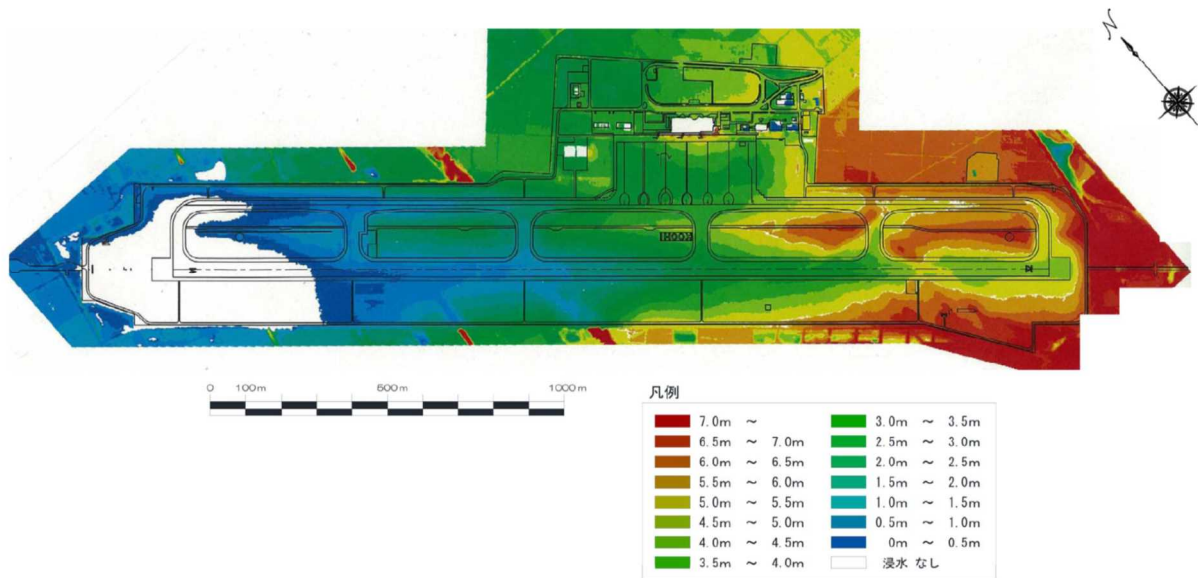 N
0 100m 500m 1000m
凡例
7.0m ～
6.5m ～ 7.0m
6.0m ～ 6.5m
5.5m ～ 6.0m
5.0m ～ 5.5m
4.5m ～ 5.0m
4.0m ～ 4.5m
3.5m ～ 4.0m
3.0m ～ 3.5m
2.5m ～ 3.0m
2.0m ～ 2.5m
1.5m ～ 2.0m
1.0m ～ 1.5m
0.5m ～ 1.0m
0m ～ 0.5m
浸水 なし